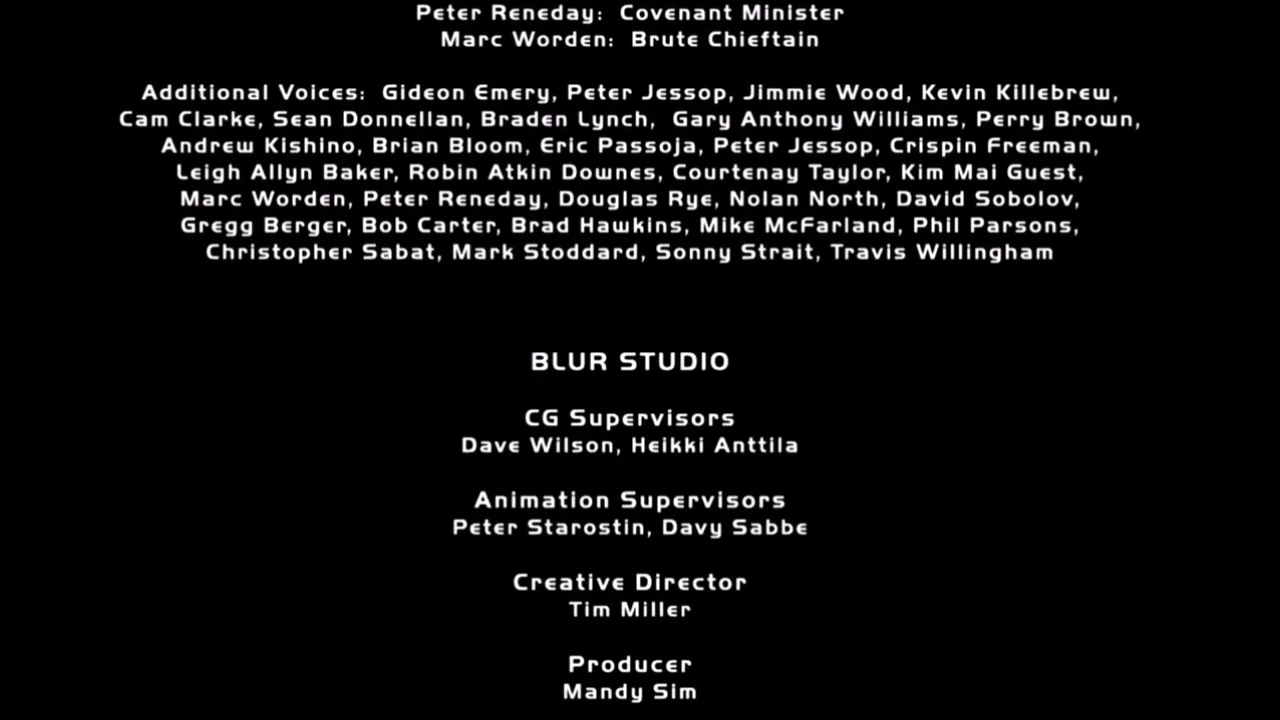 Peter Reneday:  Covenant Minister
Marc Worden:  Brute Chieftain
Additional Voices:  Gideon Emery, Peter Jessop, Jimmie Wood, Kevin Killebrew,
Cam Clarke, Sean Donnellan, Braden Lynch,  Gary Anthony Williams, Perry Brown,
Andrew Kishino, Brian Bloom, Eric Passoja, Peter Jessop, Crispin Freeman,
Leigh Allyn Baker, Robin Atkin Downes, Courtenay Taylor, Kim Mai Guest,
Marc Worden, Peter Reneday, Douglas Rye, Nolan North, David Sobolov,
Gregg Berger, Bob Carter, Brad Hawkins, Mike McFarland, Phil Parsons,
Christopher Sabat, Mark Stoddard, Sonny Strait, Travis Willingham
BLUR STUDIO
CG Supervisors
Dave Wilson, Heikki Anttila
Animation Supervisors
Peter Starostin, Davy Sabbe
Creative Director
Tim Miller
Producer
Mandy Sim